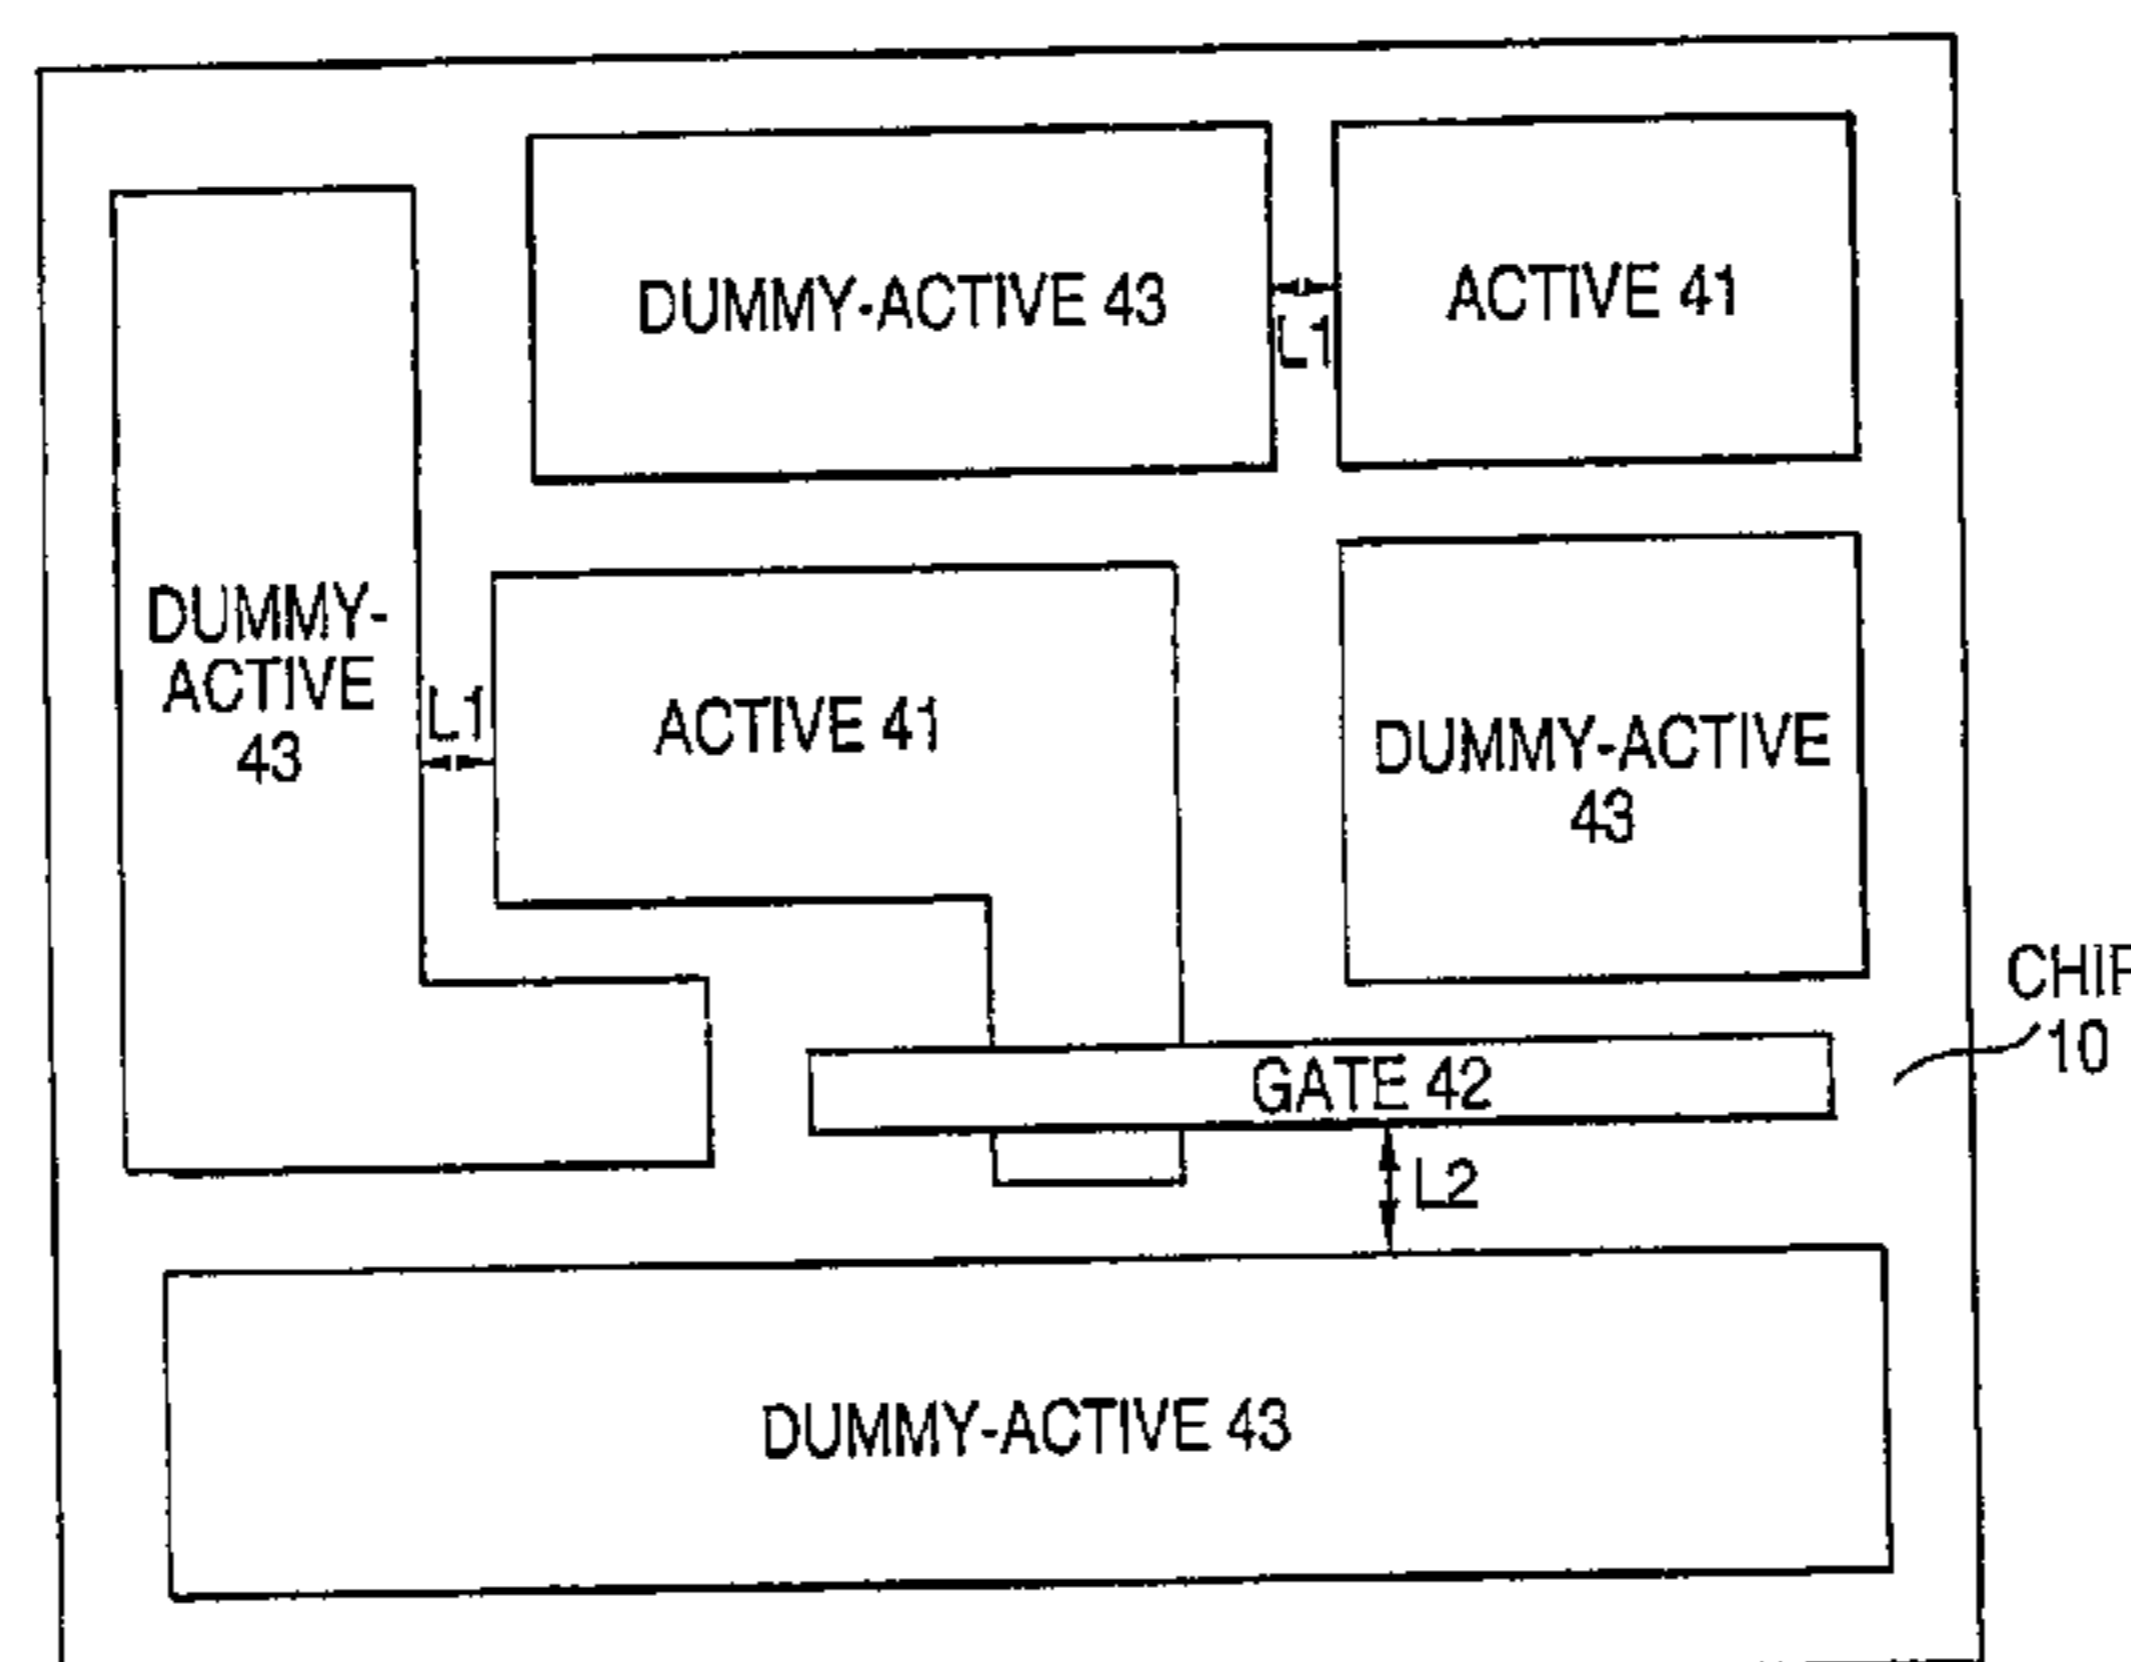 DUMMY-ACTIVE 43
ACTIVE 41
L1
DUMMY-
ACTIVE
43
L1
ACTIVE 41
DUMMY-ACTIVE
43
CHIP
10
GATE 42
L2
DUMMY-ACTIVE 43